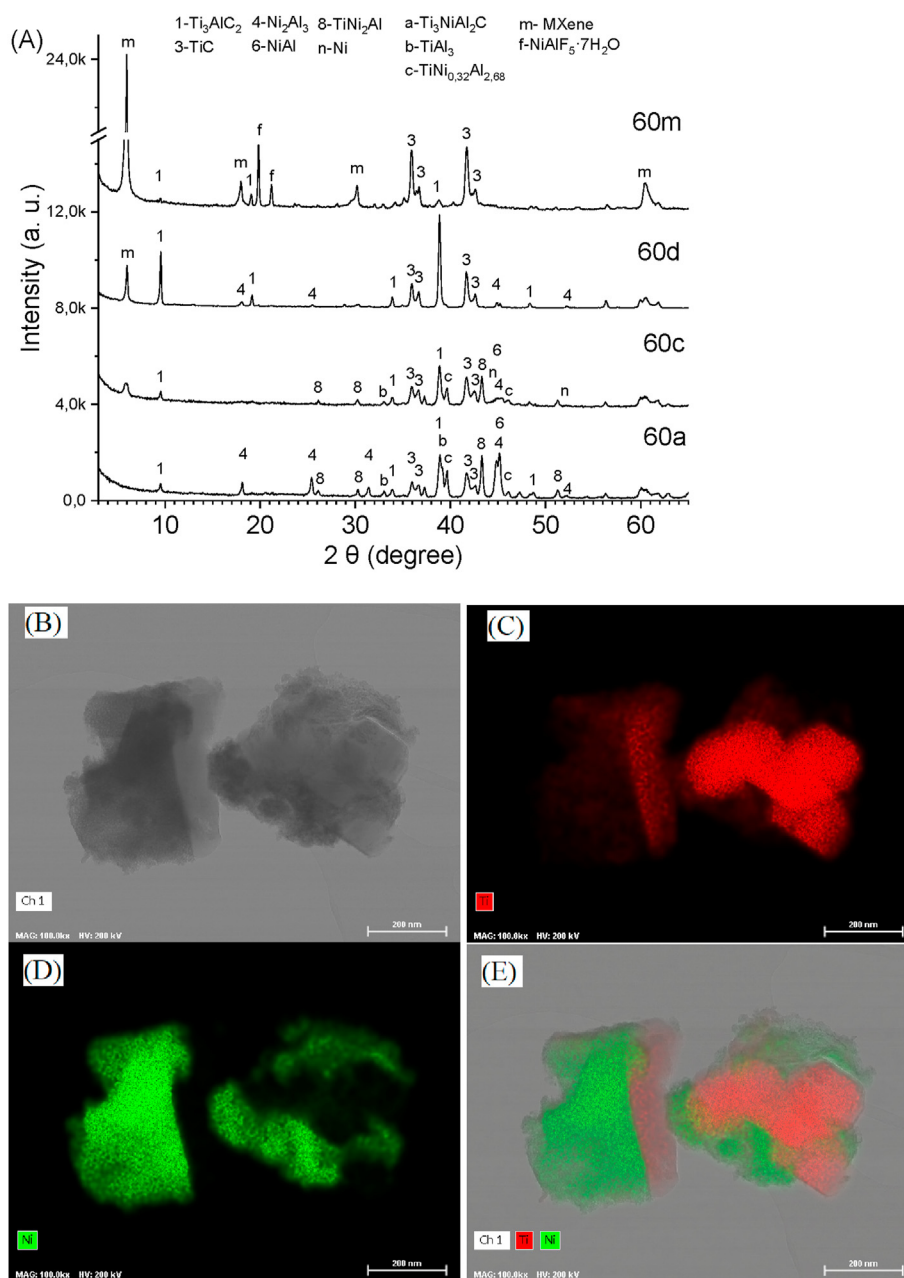 (A)
1-Ti₃AlC₂ 4-Ni₂Al₃ 8-TiNi₂Al a-Ti₃NiAl₂C m- MXene
3-TiC 6-NiAl n-Ni b-TiAl₃ f-NiAlF₅·7H₂O
c-TiNi₀,₃₂Al₂,₆₈
24,0k
m
60m
1 m 1 f f m 3 3 1 3 3 m
12,0k
60d
m 1 4 1 4 1 3 3 3 3 4 1 4
8,0k
60c
1 8 8 b 1 3 3 1 c 3 3 8 n 6 4 c n
4,0k
60a
1 4 4 8 8 4 b 1 3 3 1 b c 3 3 8 6 4 c 1 8 4
0,0
10 20 30 40 50 60
2 θ (degree)
Intensity (a. u.)
(B)
Ch 1
MAG: 100.0kx HV: 200 kV
200 nm
(C)
Ti
MAG: 100.0kx HV: 200 kV
200 nm
(D)
Ni
MAG: 100.0kx HV: 200 kV
200 nm
(E)
Ch 1 Ti Ni
MAG: 100.0kx HV: 200 kV
200 nm